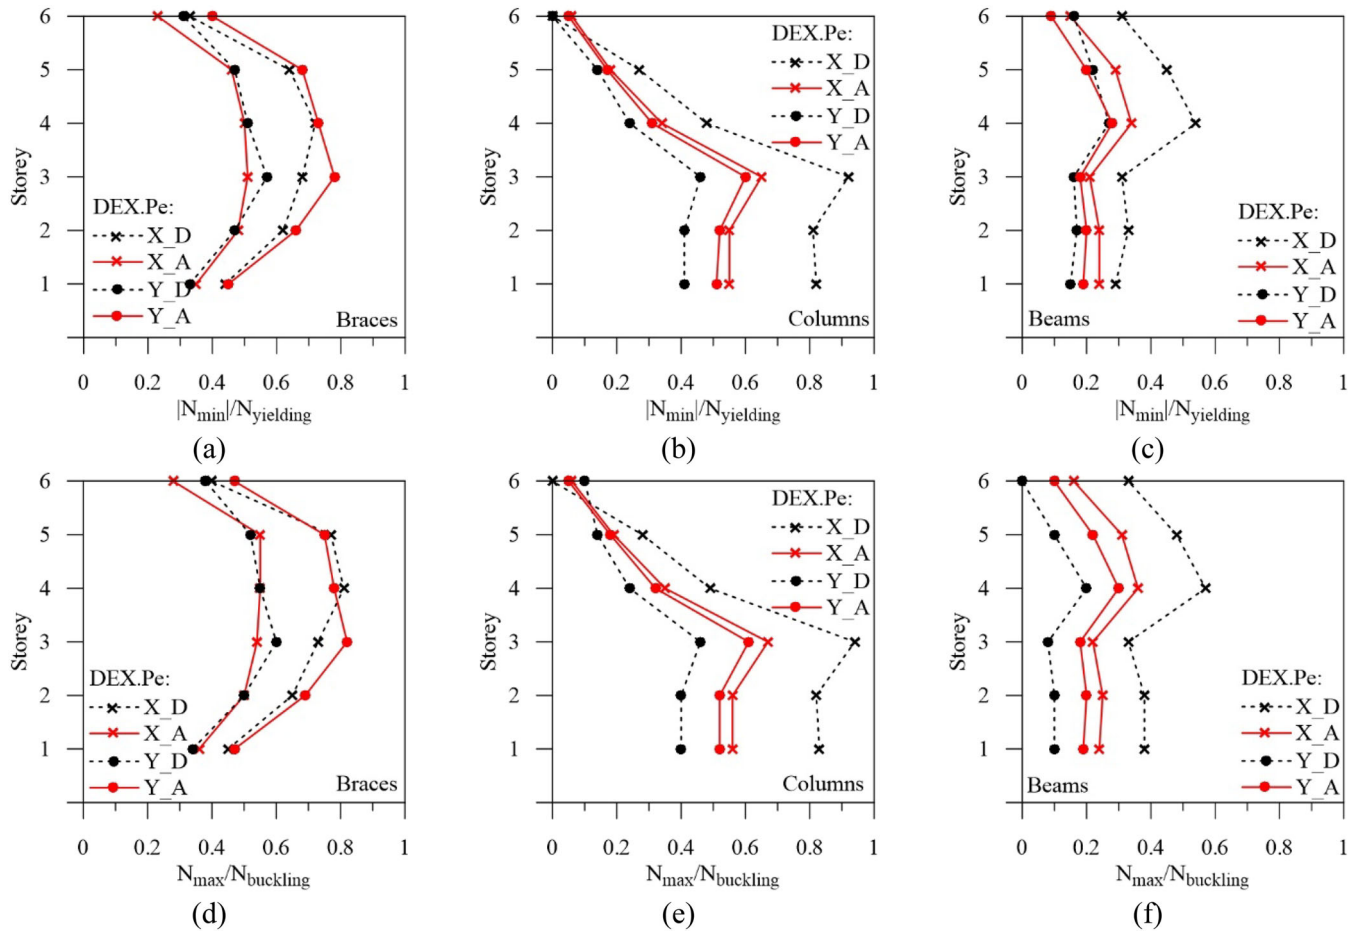 6
5
4
3
2
1
Storey
DEX.Pe:
X_D
X_A
Y_D
Y_A
Braces
0 0.2 0.4 0.6 0.8 1
|Nmin|/Nyielding
(a)
6
5
4
3
2
1
Storey
DEX.Pe:
X_D
X_A
Y_D
Y_A
Columns
0 0.2 0.4 0.6 0.8 1
|Nmin|/Nyielding
(b)
6
5
4
3
2
1
Storey
DEX.Pe:
X_D
X_A
Y_D
Y_A
Beams
0 0.2 0.4 0.6 0.8 1
|Nmin|/Nyielding
(c)
6
5
4
3
2
1
Storey
DEX.Pe:
X_D
X_A
Y_D
Y_A
Braces
0 0.2 0.4 0.6 0.8 1
Nmax/Nbuckling
(d)
6
5
4
3
2
1
Storey
DEX.Pe:
X_D
X_A
Y_D
Y_A
Columns
0 0.2 0.4 0.6 0.8 1
Nmax/Nbuckling
(e)
6
5
4
3
2
1
Storey
DEX.Pe:
X_D
X_A
Y_D
Y_A
Beams
0 0.2 0.4 0.6 0.8 1
Nmax/Nbuckling
(f)